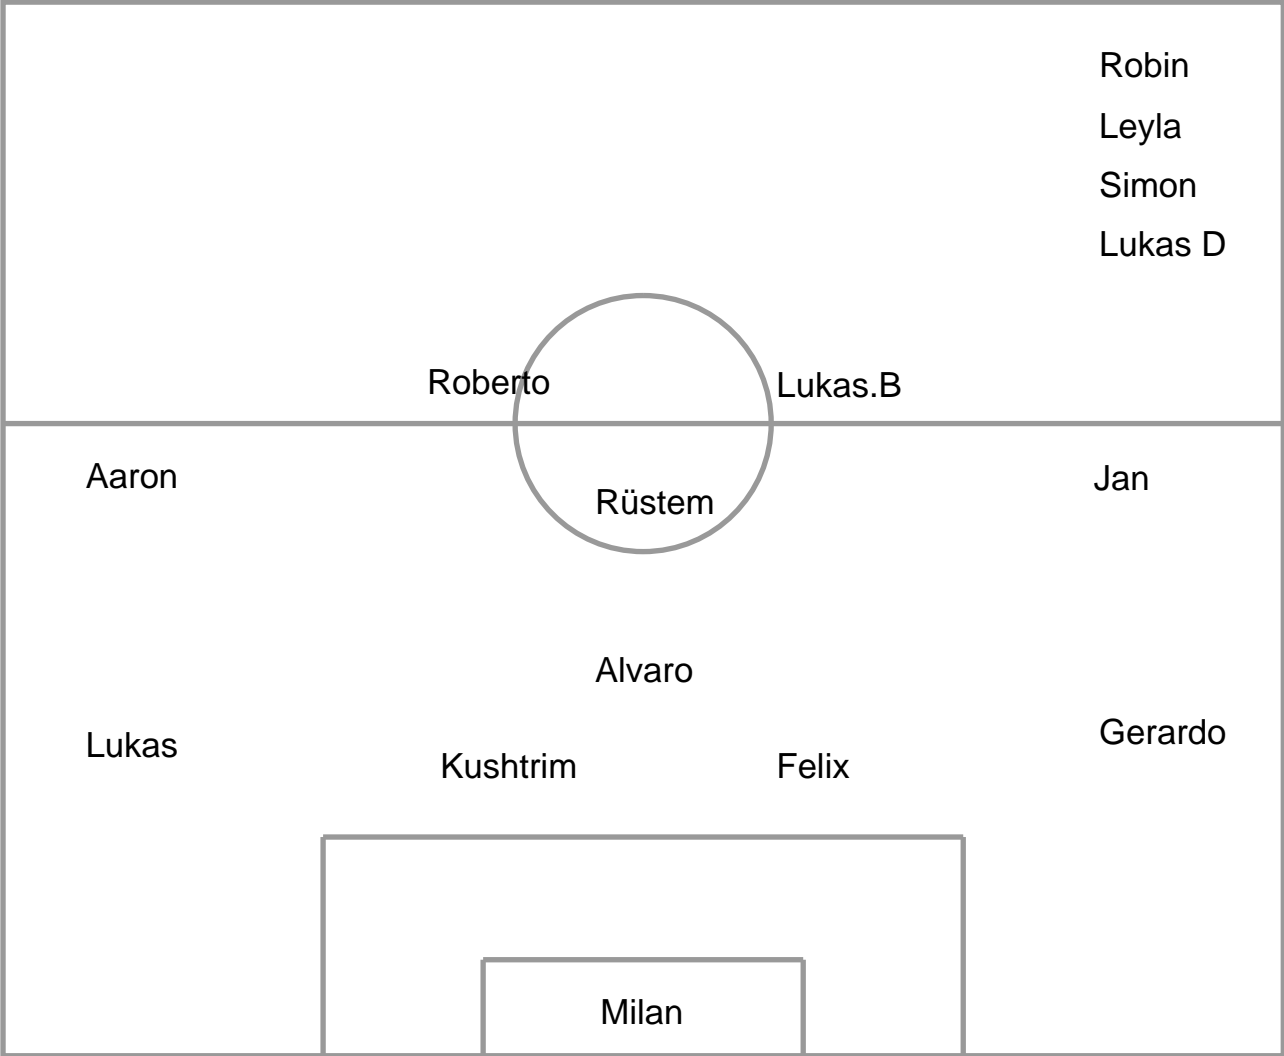 Robin
Leyla
Simon
Lukas D
Roberto
Lukas.B
Aaron
Jan
Rüstem
Alvaro
Gerardo
Lukas
Kushtrim
Felix
Milan